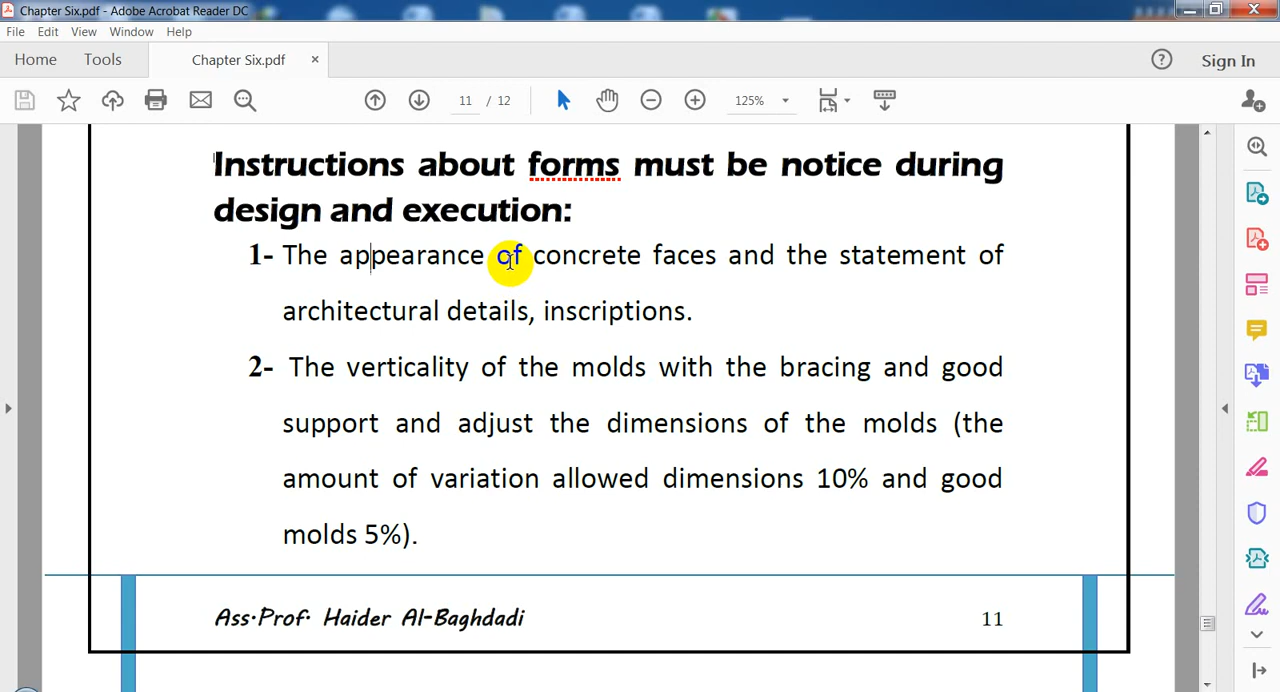 Chapter Six.pdf - Adobe Acrobat Reader DC
File Edit View Window Help
Home Tools Chapter Six.pdf × Sign In
11 / 12 125%
Instructions about forms must be notice during
design and execution:
1- The appearance of concrete faces and the statement of
architectural details, inscriptions.
2- The verticality of the molds with the bracing and good
support and adjust the dimensions of the molds (the
amount of variation allowed dimensions 10% and good
molds 5%).
Ass.Prof. Haider Al-Baghdadi 11